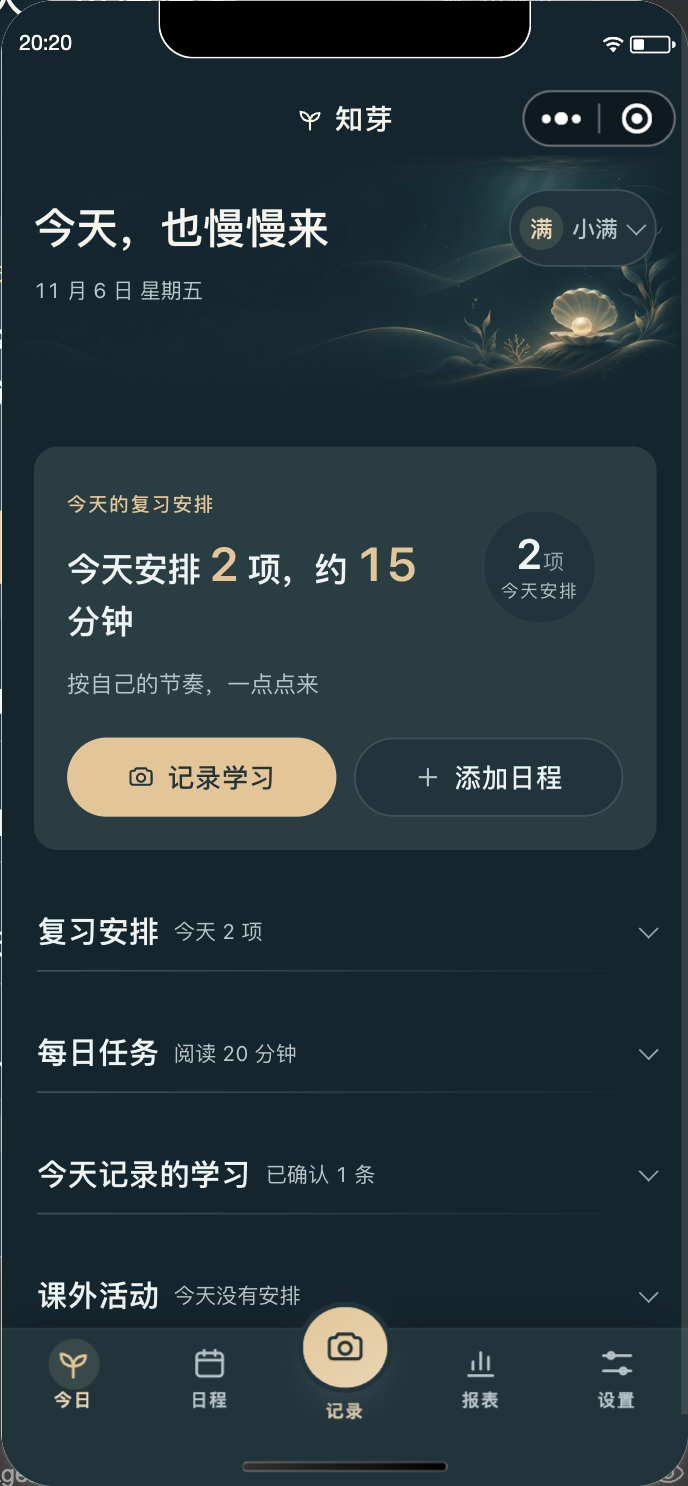 20:20
知芽
今天，也慢慢来
满 小满
11 月 6 日 星期五
今天的复习安排
今天安排 2 项，约 15
分钟
2项
今天安排
按自己的节奏，一点点来
记录学习
添加日程
复习安排 今天 2 项
每日任务 阅读 20 分钟
今天记录的学习 已确认 1 条
课外活动 今天没有安排
今日
日程
记录
报表
设置